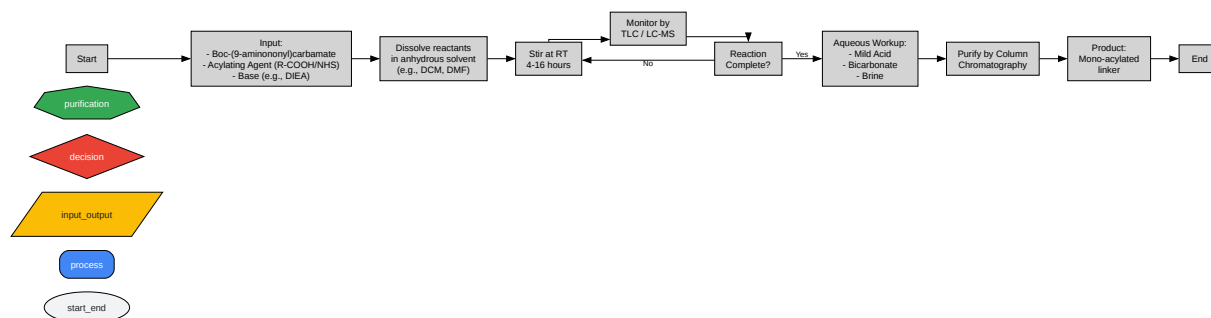 Start
Input:
- Boc-(9-aminononyl)carbamate
- Acylating Agent (R-COOH/NHS)
- Base (e.g., DIEA)
Dissolve reactants
in anhydrous solvent
(e.g., DCM, DMF)
Stir at RT
4-16 hours
Monitor by
TLC / LC-MS
Reaction
Complete?
No
Yes
Aqueous Workup:
- Mild Acid
- Bicarbonate
- Brine
Purify by Column
Chromatography
Product:
Mono-acylated
linker
End
purification
decision
input_output
process
start_end